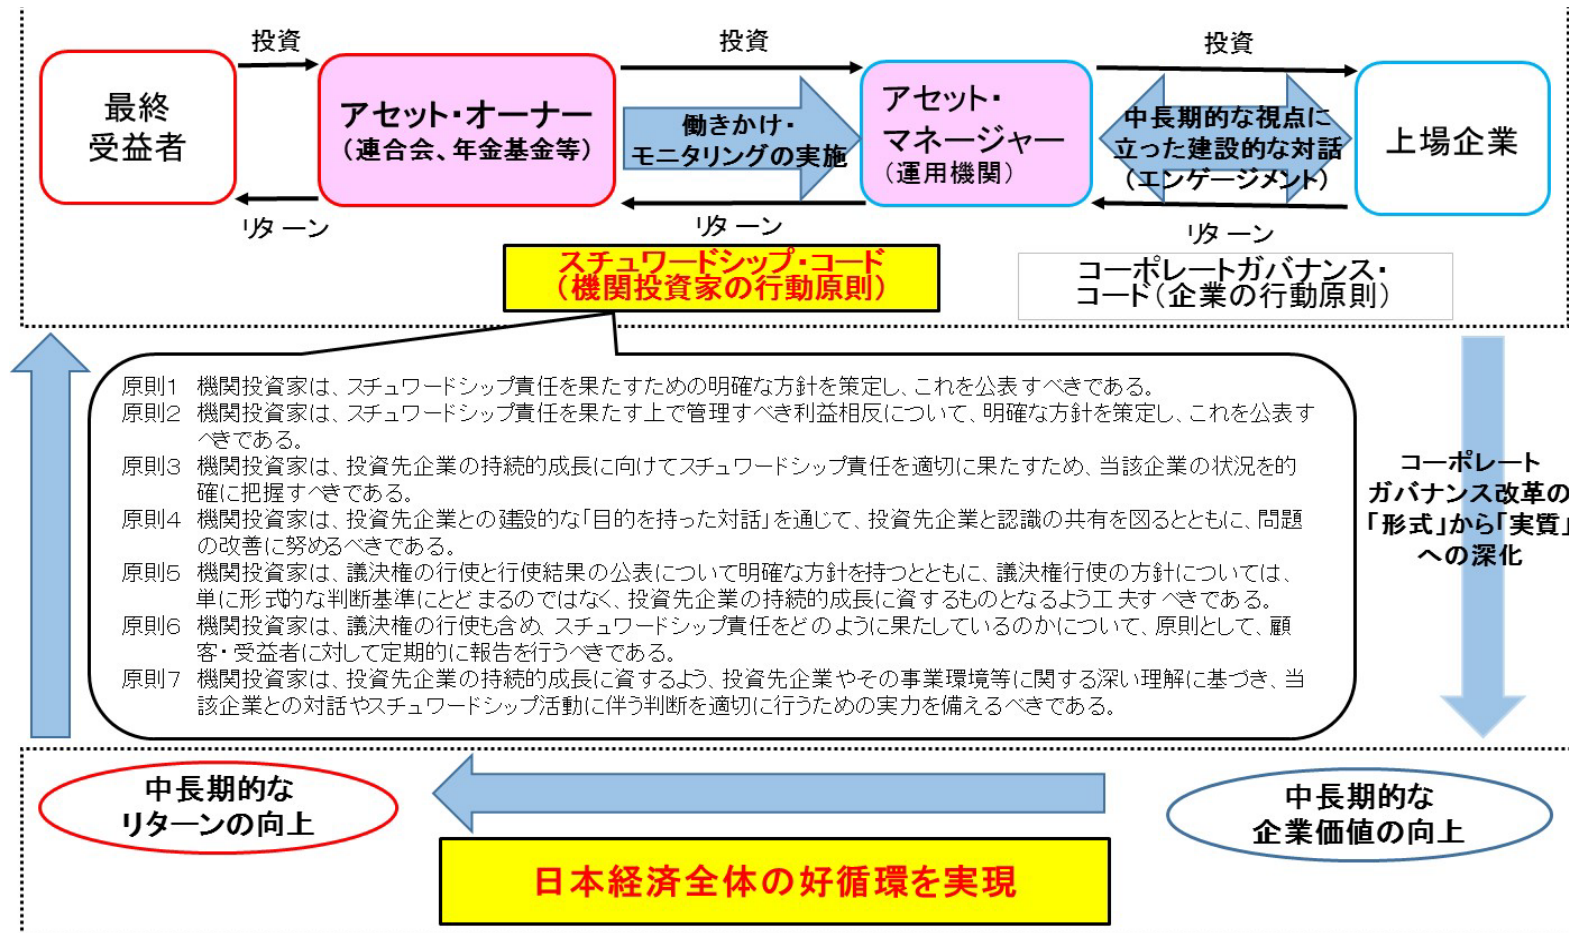 投資
投資
投資
最終
受益者
アセット・オーナー
（連合会、年金基金等）
働きかけ・
モニタリングの実施
アセット・
マネージャー
（運用機関）
中長期的な視点に
立った建設的な対話
（エンゲージメント）
上場企業
リターン
リターン
リターン
スチュワードシップ・コード
（機関投資家の行動原則）
コーポレートガバナンス・
コード（企業の行動原則）
原則1 機関投資家は、スチュワードシップ責任を果たすための明確な方針を策定し、これを公表すべきである。
原則2 機関投資家は、スチュワードシップ責任を果たす上で管理すべき利益相反について、明確な方針を策定し、これを公表す
べきである。
原則3 機関投資家は、投資先企業の持続的成長に向けてスチュワードシップ責任を適切に果たすため、当該企業の状況を的
確に把握すべきである。
原則4 機関投資家は、投資先企業との建設的な「目的を持った対話」を通じて、投資先企業と認識の共有を図るとともに、問題
の改善に努めるべきである。
原則5 機関投資家は、議決権の行使と行使結果の公表について明確な方針を持つとともに、議決権行使の方針については、
単に形式的な判断基準にとどまるのではなく、投資先企業の持続的成長に資するものとなるよう工夫すべきである。
原則6 機関投資家は、議決権の行使も含め、スチュワードシップ責任をどのように果たしているのかについて、原則として、顧
客・受益者に対して定期的に報告を行うべきである。
原則7 機関投資家は、投資先企業の持続的成長に資するよう、投資先企業やその事業環境等に関する深い理解に基づき、当
該企業との対話やスチュワードシップ活動に伴う判断を適切に行うための実力を備えるべきである。
コーポレート
ガバナンス改革の
「形式」から「実質」
への深化
中長期的な
リターンの向上
中長期的な
企業価値の向上
日本経済全体の好循環を実現